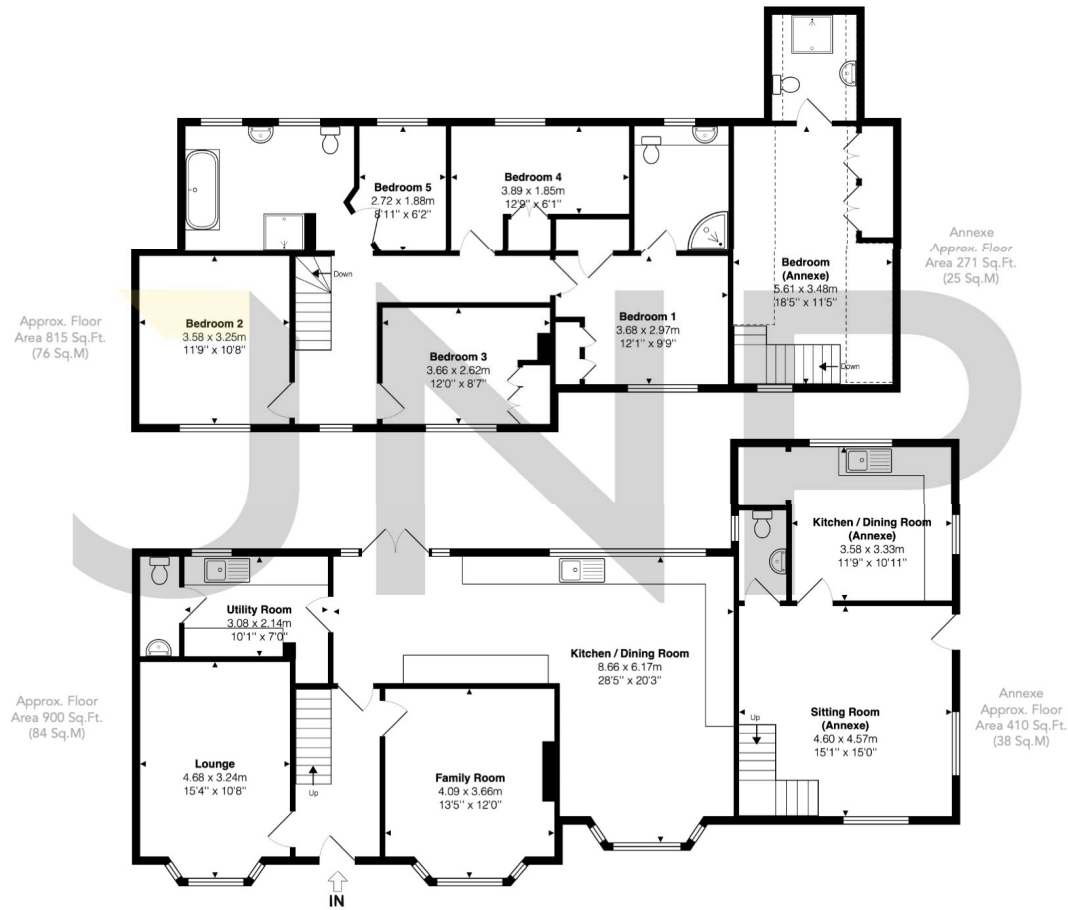 Bedroom 5
2.72 x 1.88m
8'11" x 6'2"
Bedroom 4
3.89 x 1.85m
12'9" x 6'1"
Bedroom
(Annexe)
5.61 x 3.48m
18'5" x 11'5"
Annexe
Approx. Floor
Area 271 Sq.Ft.
(25 Sq.M)
Down
Approx. Floor
Area 815 Sq.Ft.
(76 Sq.M)
Bedroom 2
3.58 x 3.25m
11'9" x 10'8"
Bedroom 3
3.66 x 2.62m
12'0" x 8'7"
Bedroom 1
3.68 x 2.97m
12'1" x 9'9"
Down
JNP
Kitchen / Dining Room
(Annexe)
3.58 x 3.33m
11'9" x 10'11"
Utility Room
3.08 x 2.14m
10'1" x 7'0"
Kitchen / Dining Room
8.66 x 6.17m
28'5" x 20'3"
Approx. Floor
Area 900 Sq.Ft.
(84 Sq.M)
Lounge
4.68 x 3.24m
15'4" x 10'8"
Up
Family Room
4.09 x 3.66m
13'5" x 12'0"
Up
Sitting Room
(Annexe)
4.60 x 4.57m
15'1" x 15'0"
Annexe
Approx. Floor
Area 410 Sq.Ft.
(38 Sq.M)
IN